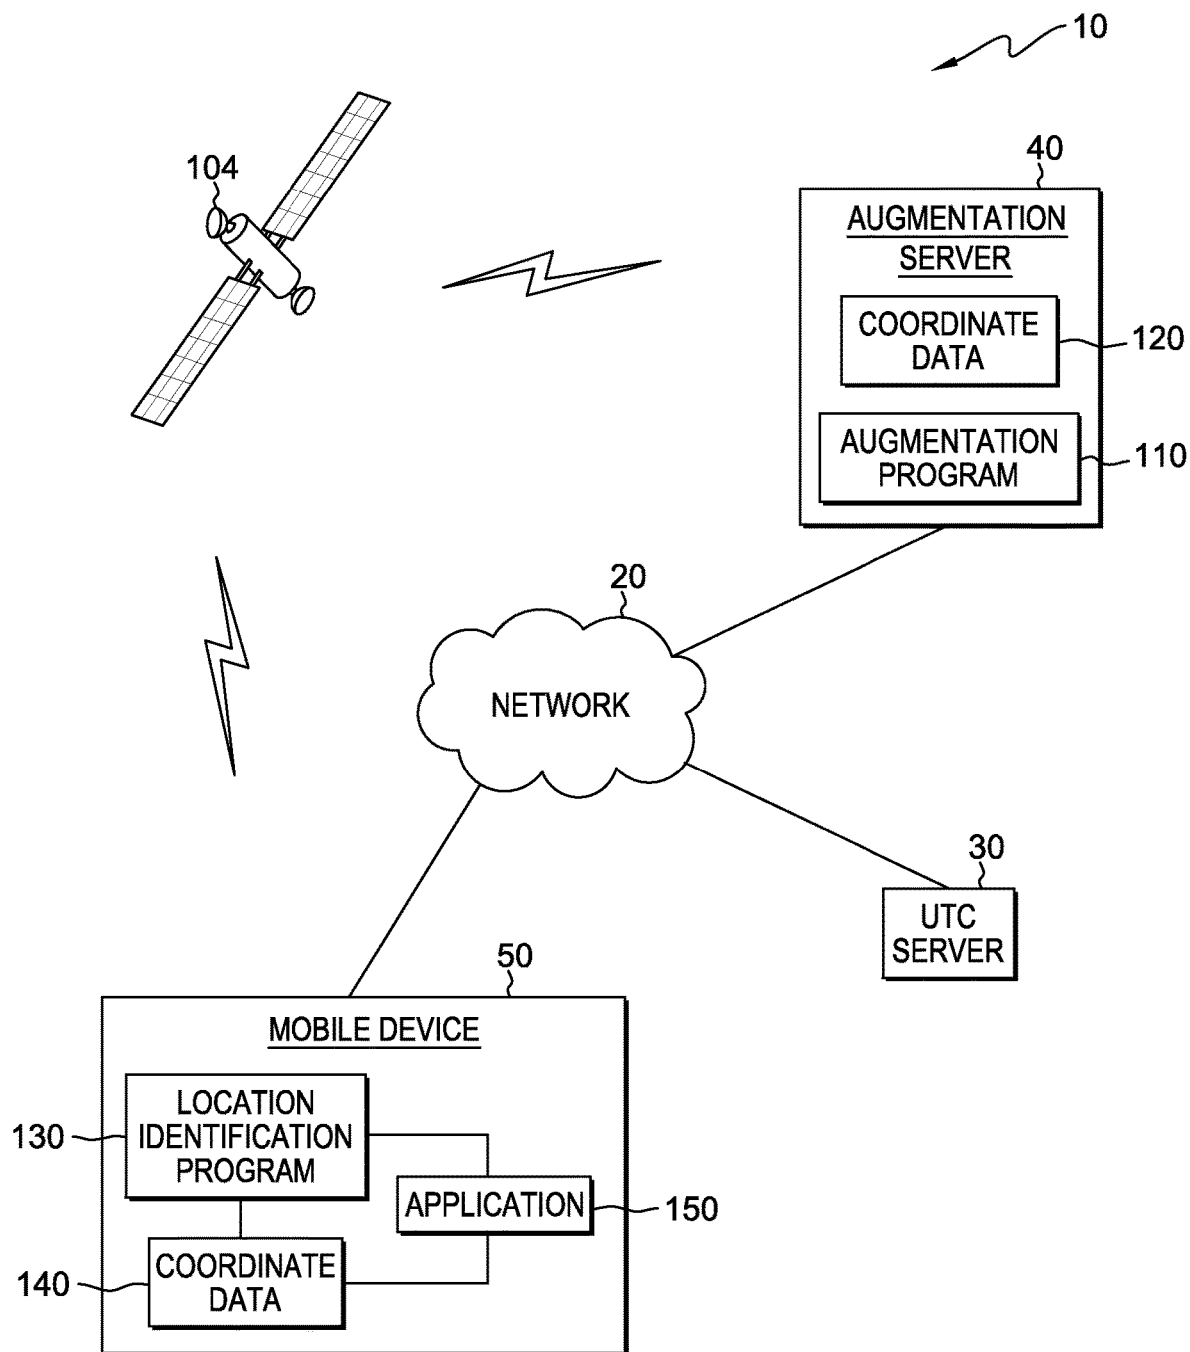 10
104
40
AUGMENTATION
SERVER
COORDINATE
DATA
120
AUGMENTATION
PROGRAM
110
20
NETWORK
30
UTC
SERVER
50
MOBILE DEVICE
LOCATION
IDENTIFICATION
PROGRAM
130
APPLICATION
150
COORDINATE
DATA
140